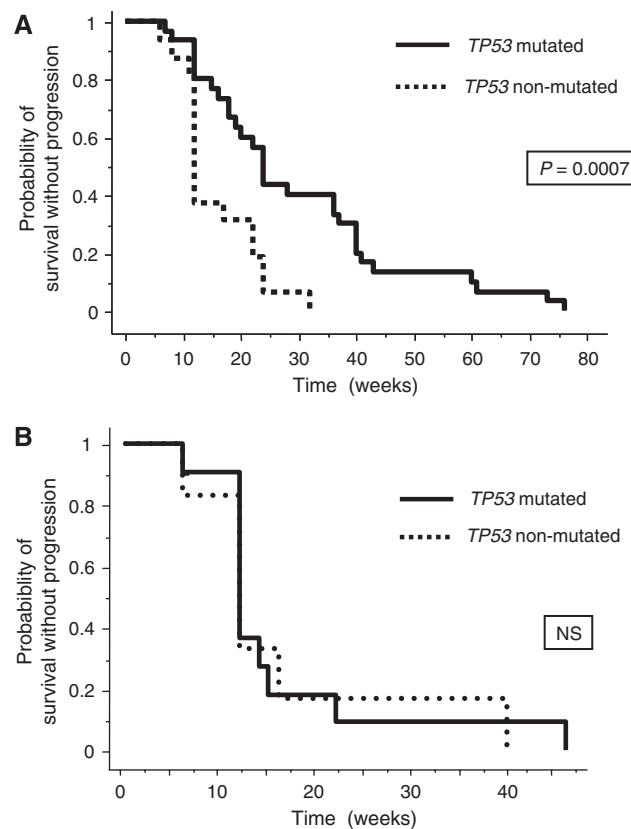 A
Probabiblity of
survival without progression
1
0.8
0.6
0.4
0.2
0
TP53 mutated
TP53 non-mutated
P = 0.0007
0 10 20 30 40 50 60 70 80
Time (weeks)
B
Probabiblity of
survival without progression
1
0.8
0.6
0.4
0.2
0
TP53 mutated
TP53 non-mutated
NS
0 10 20 30 40
Time (weeks)